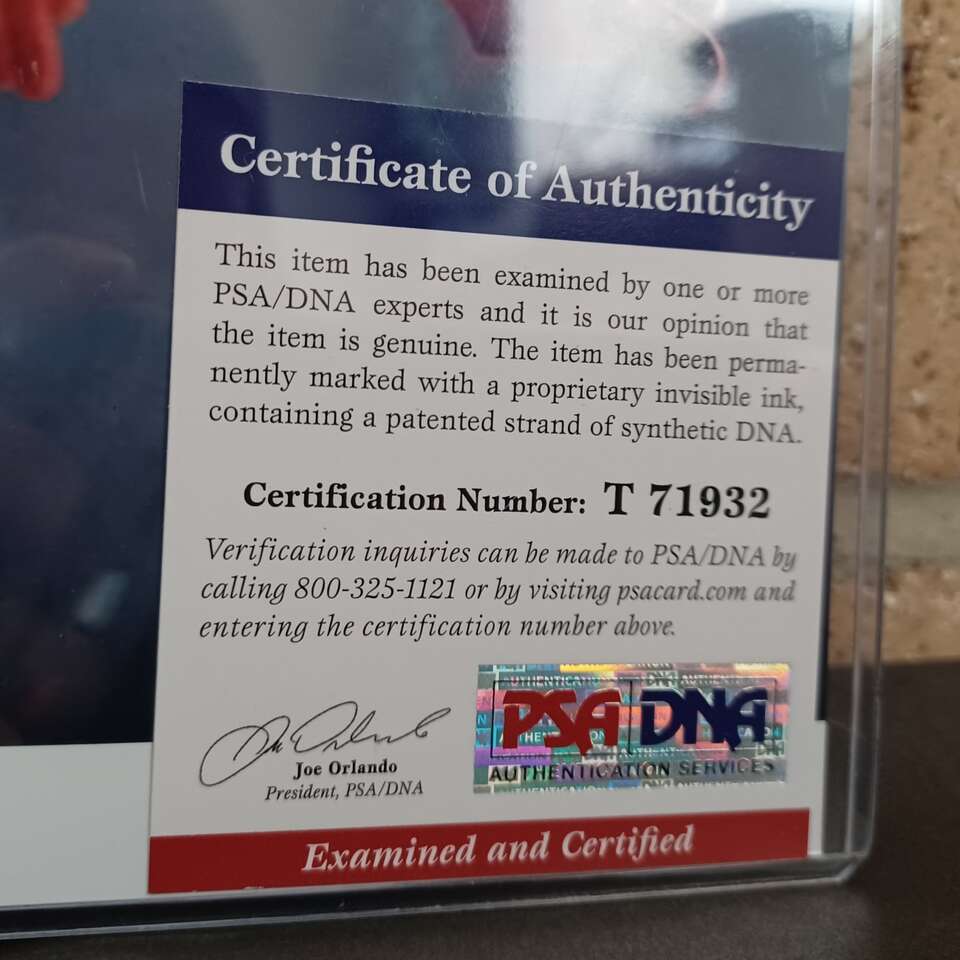 Certificate of Authenticity
This item has been examined by one or more
PSA/DNA experts and it is our opinion that
the item is genuine. The item has been perma-
nently marked with a proprietary invisible ink,
containing a patented strand of synthetic DNA.
Certification Number: T 71932
Verification inquiries can be made to PSA/DNA by
calling 800-325-1121 or by visiting psacard.com and
entering the certification number above.
Joe Orlando
President, PSA/DNA
PSA DNA
AUTHENTICATION SERVICES
Examined and Certified